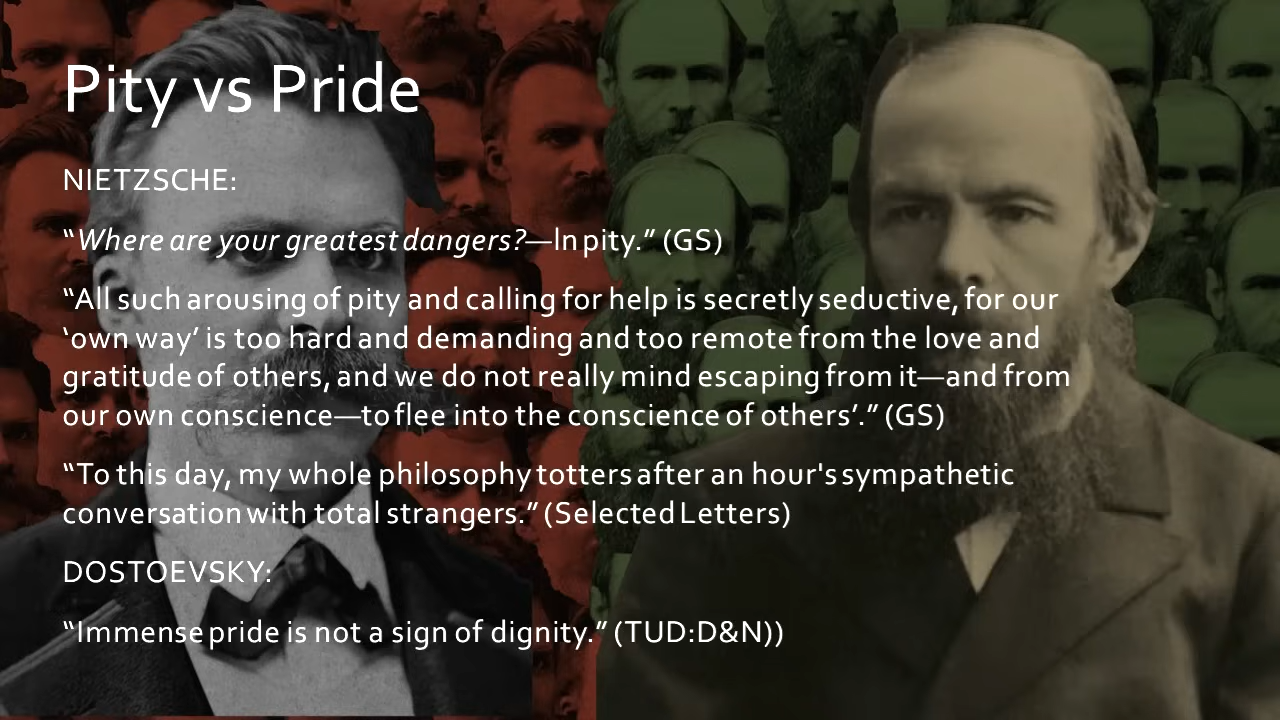 Pity vs Pride
NIETZSCHE:
“Where are your greatest dangers?—In pity.” (GS)
“All such arousing of pity and calling for help is secretly seductive, for our
‘own way’ is too hard and demanding and too remote from the love and
gratitude of others, and we do not really mind escaping from it—and from
our own conscience—to flee into the conscience of others’.” (GS)
“To this day, my whole philosophy totters after an hour's sympathetic
conversation with total strangers.” (Selected Letters)
DOSTOEVSKY:
“Immense pride is not a sign of dignity.” (TUD:D&N))